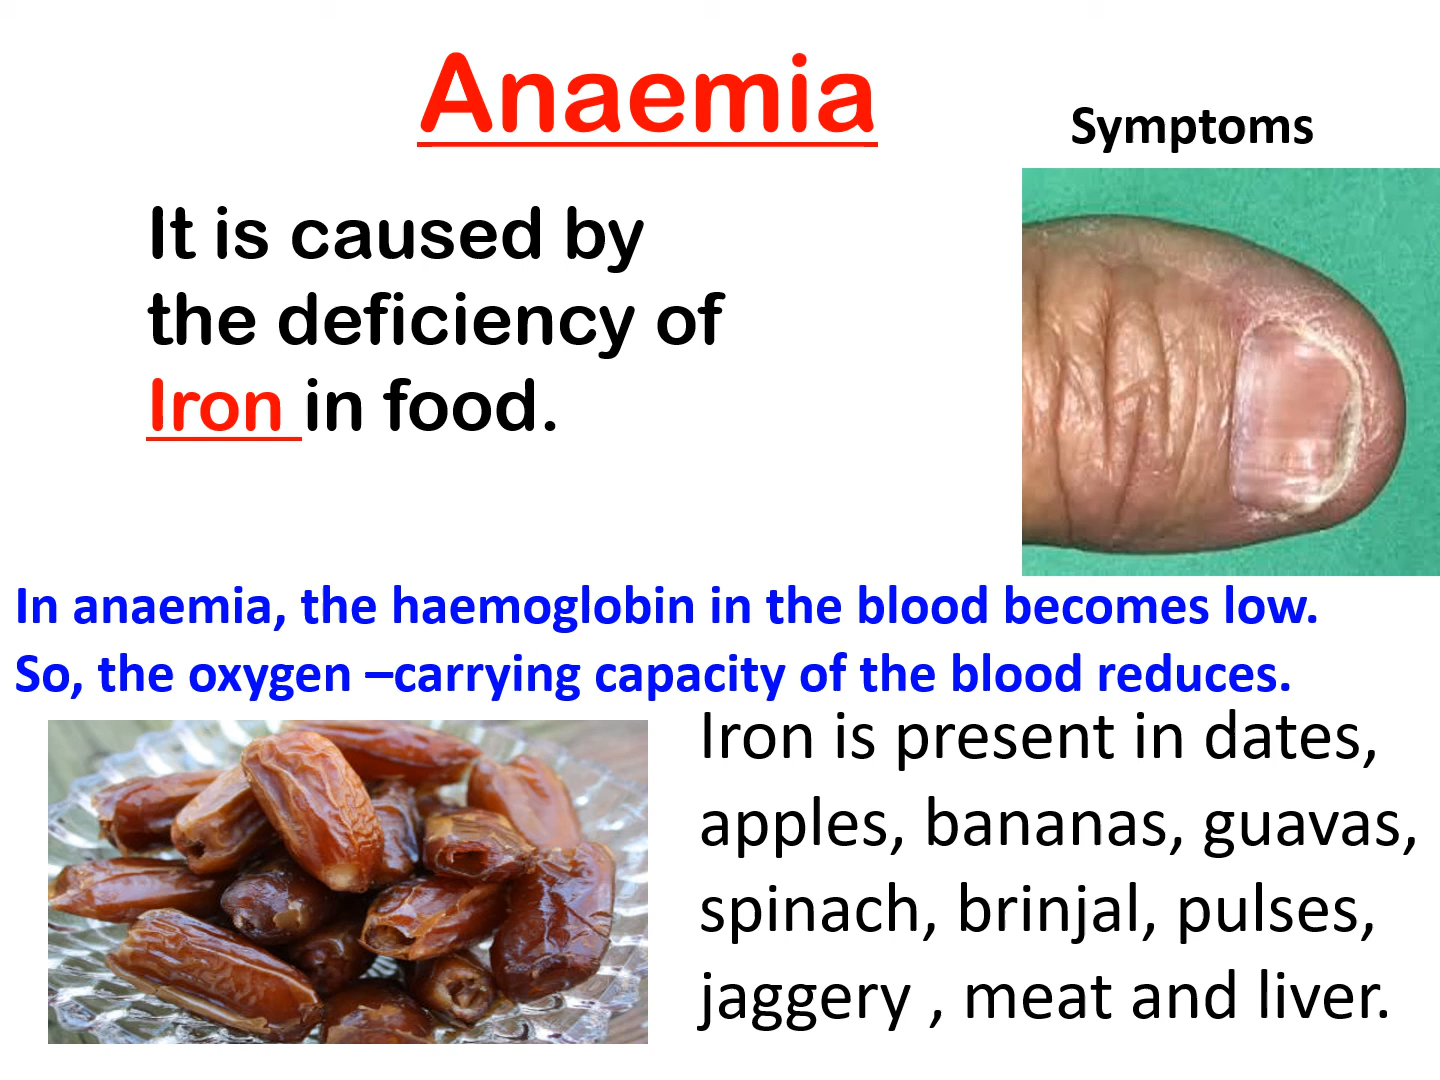 Anaemia
Symptoms
It is caused by
the deficiency of
Iron in food.
In anaemia, the haemoglobin in the blood becomes low.
So, the oxygen –carrying capacity of the blood reduces.
Iron is present in dates,
apples, bananas, guavas,
spinach, brinjal, pulses,
jaggery , meat and liver.